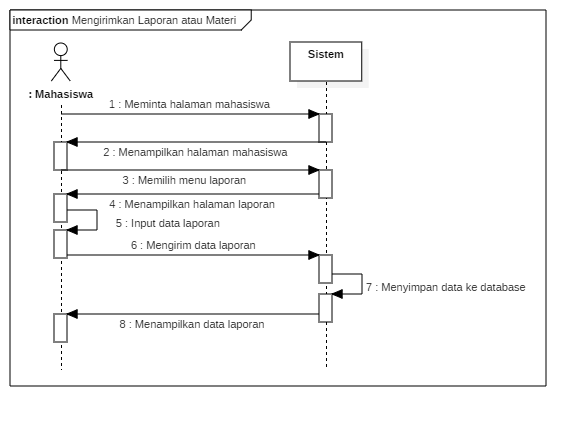 interaction Mengirimkan Laporan atau Materi
Sistem
: Mahasiswa
1 : Meminta halaman mahasiswa
2 : Menampilkan halaman mahasiswa
3 : Memilih menu laporan
4 : Menampilkan halaman laporan
5 : Input data laporan
6 : Mengirim data laporan
7 : Menyimpan data ke database
8 : Menampilkan data laporan